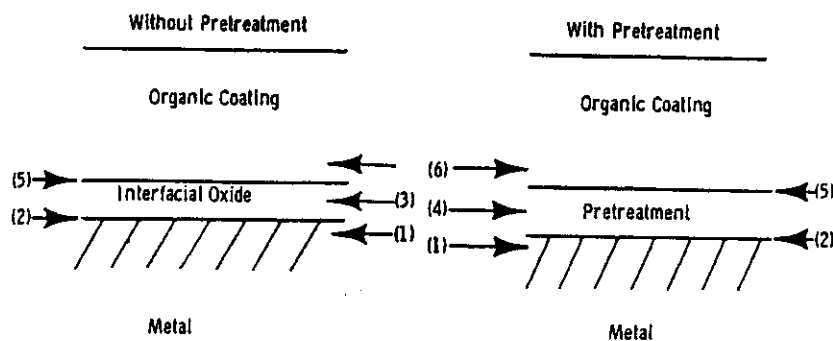 Without Pretreatment
With Pretreatment
Organic Coating
Organic Coating
(5)
(6)
Interfacial Oxide
(3)
(5)
(4)
Pretreatment
(2)
(1)
(1)
(2)
Metal
Metal